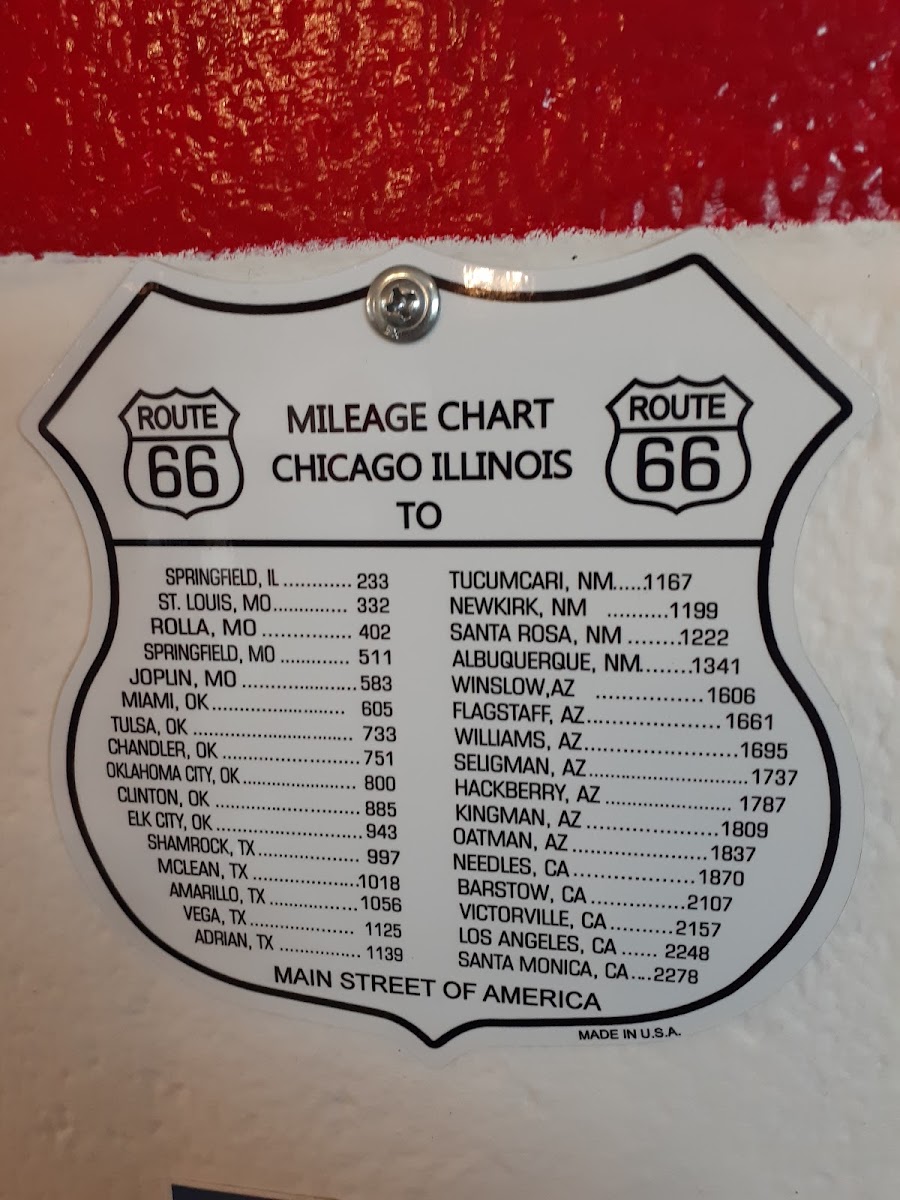 ROUTE 66
MILEAGE CHART
CHICAGO ILLINOIS
TO
ROUTE 66
SPRINGFIELD, IL ............ 233
ST. LOUIS, MO.............. 332
ROLLA, MO ................ 402
SPRINGFIELD, MO ............ 511
JOPLIN, MO .................... 583
MIAMI, OK....................... 605
TULSA, OK ........................... 733
CHANDLER, OK ....................... 751
OKLAHOMA CITY, OK................... 800
CLINTON, OK ........................ 885
ELK CITY, OK........................ 943
SHAMROCK, TX................. 997
MCLEAN, TX ..................1018
AMARILLO, TX ...............1056
VEGA, TX.................. 1125
ADRIAN, TX .............. 1139
TUCUMCARI, NM.....1167
NEWKIRK, NM ..........1199
SANTA ROSA, NM ........1222
ALBUQUERQUE, NM........1341
WINSLOW,AZ ................1606
FLAGSTAFF, AZ....................1661
WILLIAMS, AZ.......................1695
SELIGMAN, AZ..........................1737
HACKBERRY, AZ ..................... 1787
KINGMAN, AZ ......................1809
OATMAN, AZ .......................1837
NEEDLES, CA ....................1870
BARSTOW, CA ................2107
VICTORVILLE, CA ...........2157
LOS ANGELES, CA ...... 2248
SANTA MONICA, CA....2278
MAIN STREET OF AMERICA
MADE IN U.S.A.